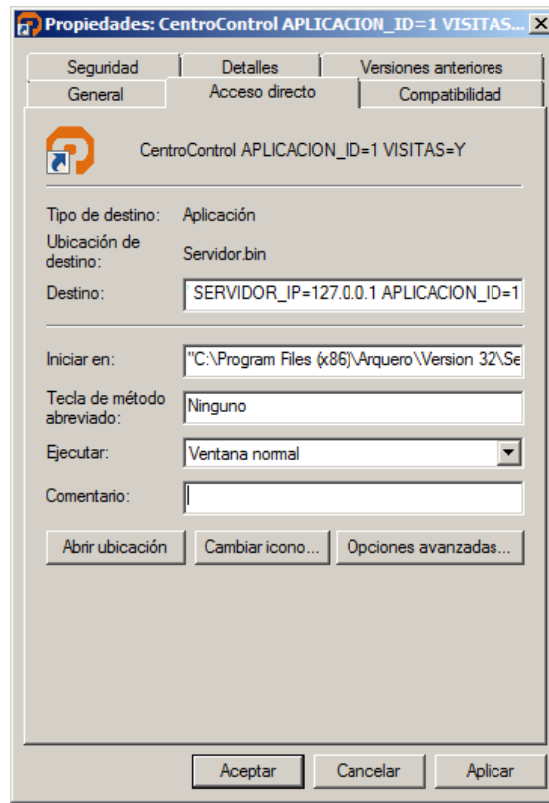 Propiedades: CentroControl APLICACION_ID=1 VISITAS...
Seguridad Detalles Versiones anteriores
General Acceso directo Compatibilidad
CentroControl APLICACION_ID=1 VISITAS=Y
Tipo de destino: Aplicación
Ubicación de
destino: Servidor.bin
Destino: SERVIDOR_IP=127.0.0.1 APLICACION_ID=1
Iniciar en: "C:\Program Files (x86)\Arquero\Version 32\Se
Tecla de método
abreviado: Ninguno
Ejecutar: Ventana normal
Comentario:
Abrir ubicación Cambiar icono... Opciones avanzadas...
Aceptar Cancelar Aplicar